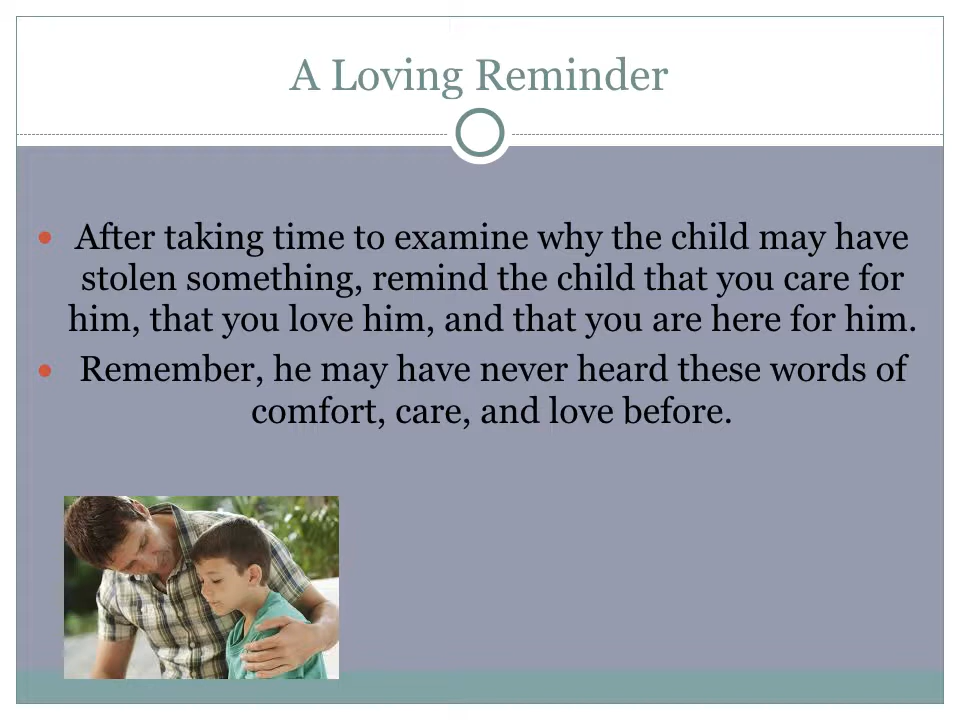 A Loving Reminder
• After taking time to examine why the child may have
stolen something, remind the child that you care for
him, that you love him, and that you are here for him.
• Remember, he may have never heard these words of
comfort, care, and love before.